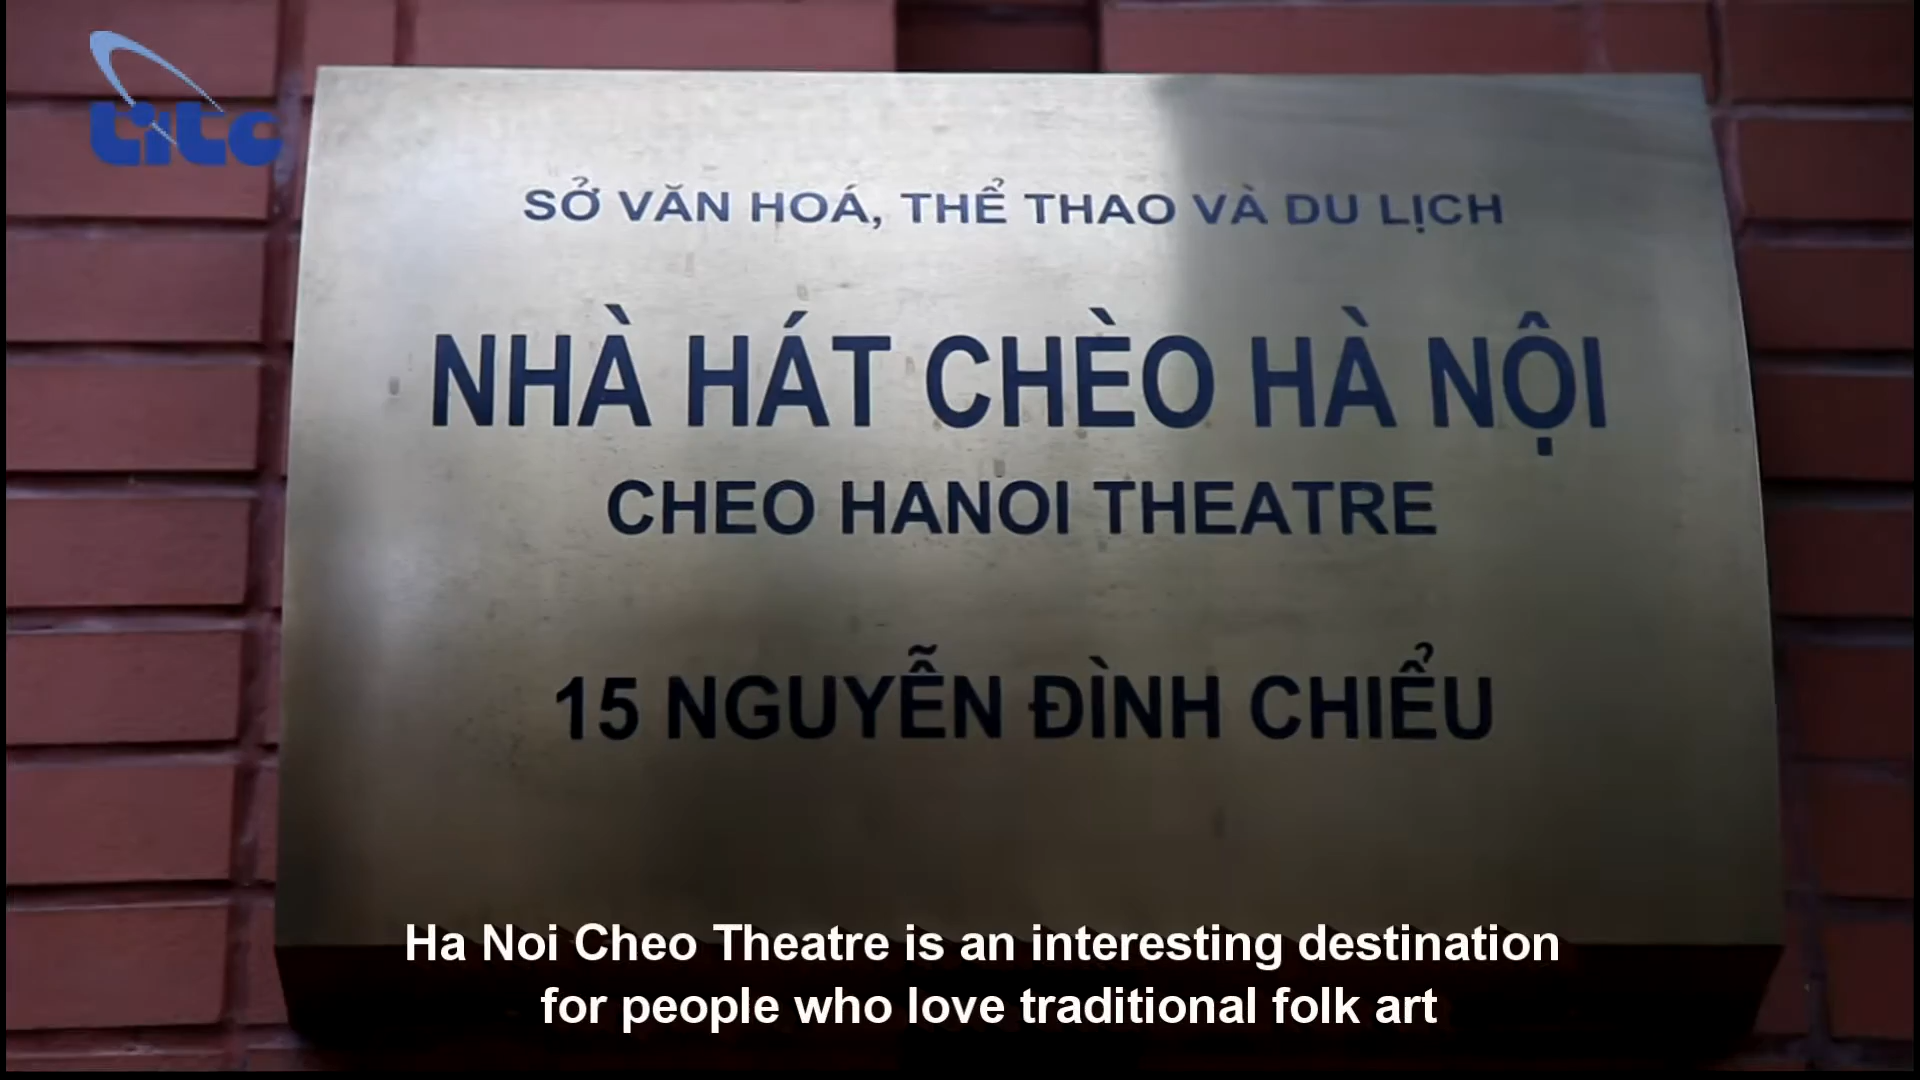 titc
SỞ VĂN HOÁ, THỂ THAO VÀ DU LỊCH
NHÀ HÁT CHÈO HÀ NỘI
CHEO HANOI THEATRE
15 NGUYỄN ĐÌNH CHIỂU
Ha Noi Cheo Theatre is an interesting destination
for people who love traditional folk art